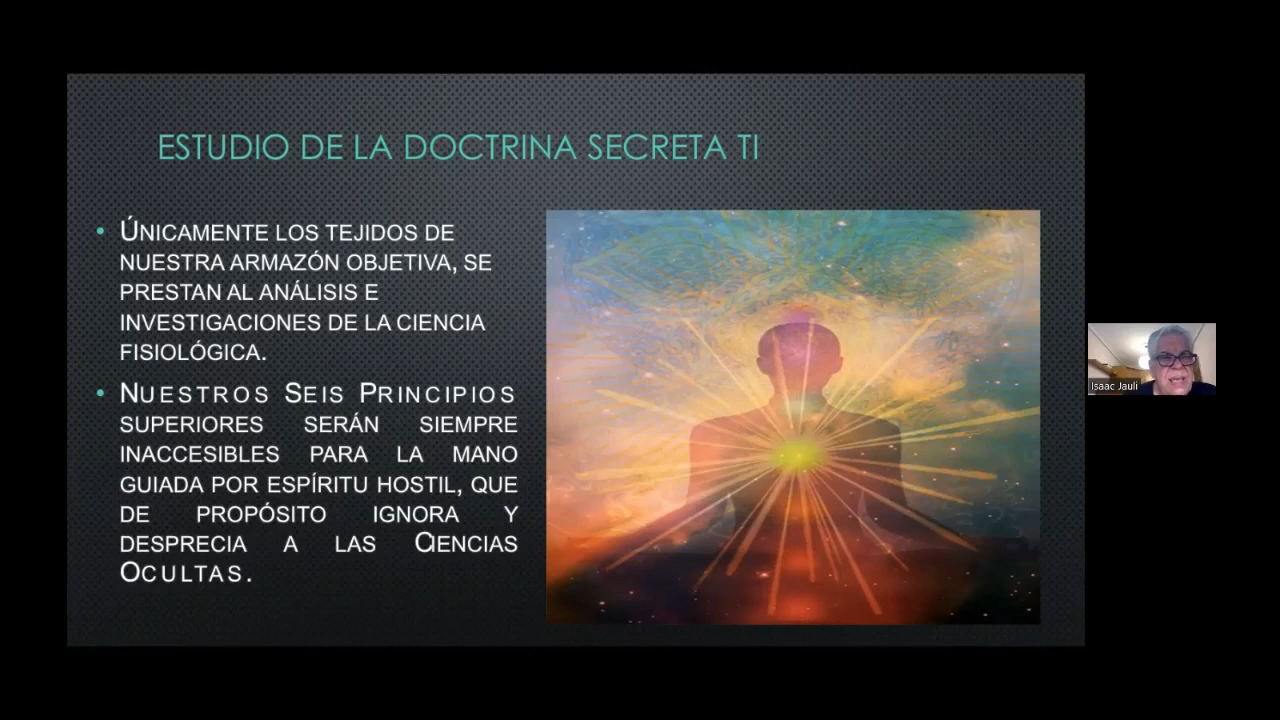 ESTUDIO DE LA DOCTRINA SECRETA TI
• ÚNICAMENTE LOS TEJIDOS DE
NUESTRA ARMAZÓN OBJETIVA, SE
PRESTAN AL ANÁLISIS E
INVESTIGACIONES DE LA CIENCIA
FISIOLÓGICA.
• NUESTROS SEIS PRINCIPIOS
SUPERIORES SERÁN SIEMPRE
INACCESIBLES PARA LA MANO
GUIADA POR ESPÍRITU HOSTIL, QUE
DE PROPÓSITO IGNORA Y
DESPRECIA A LAS CIENCIAS
OCULTAS.
Isaac Jauli